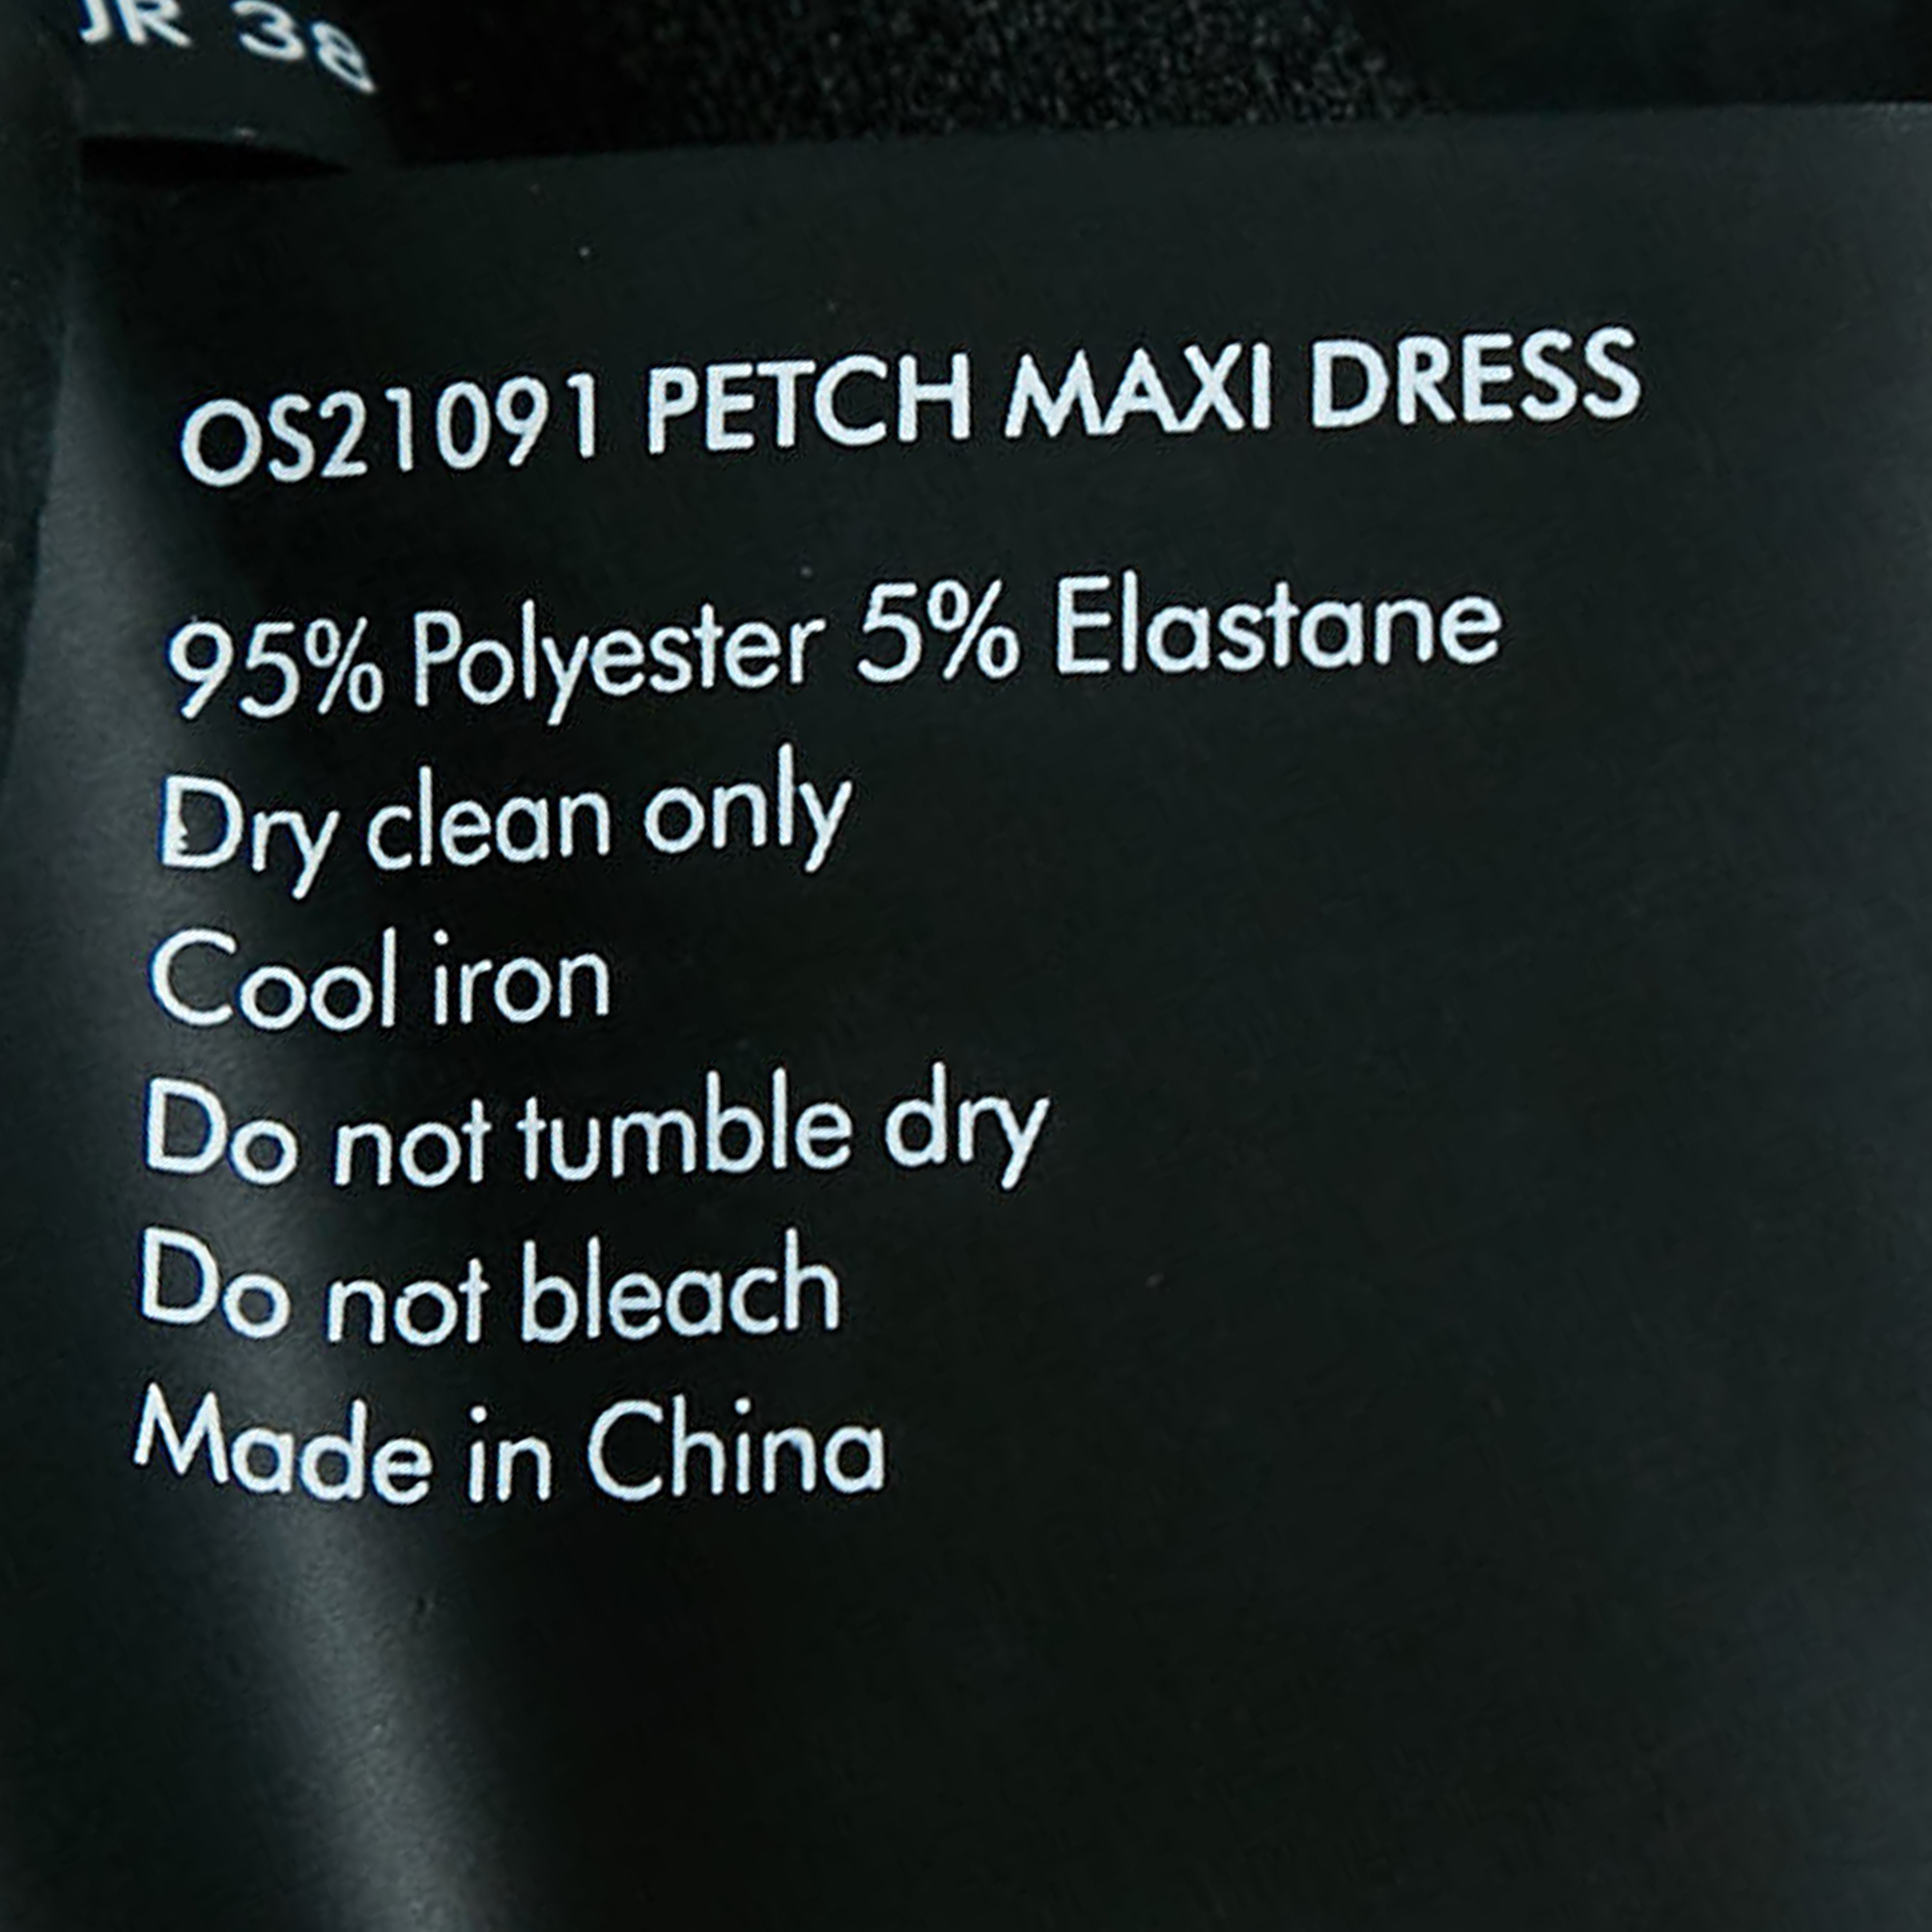 38
OS21091 PETCH MAXI DRESS
95% Polyester 5% Elastane
Dry clean only
Cool iron
Do not tumble dry
Do not bleach
Made in China